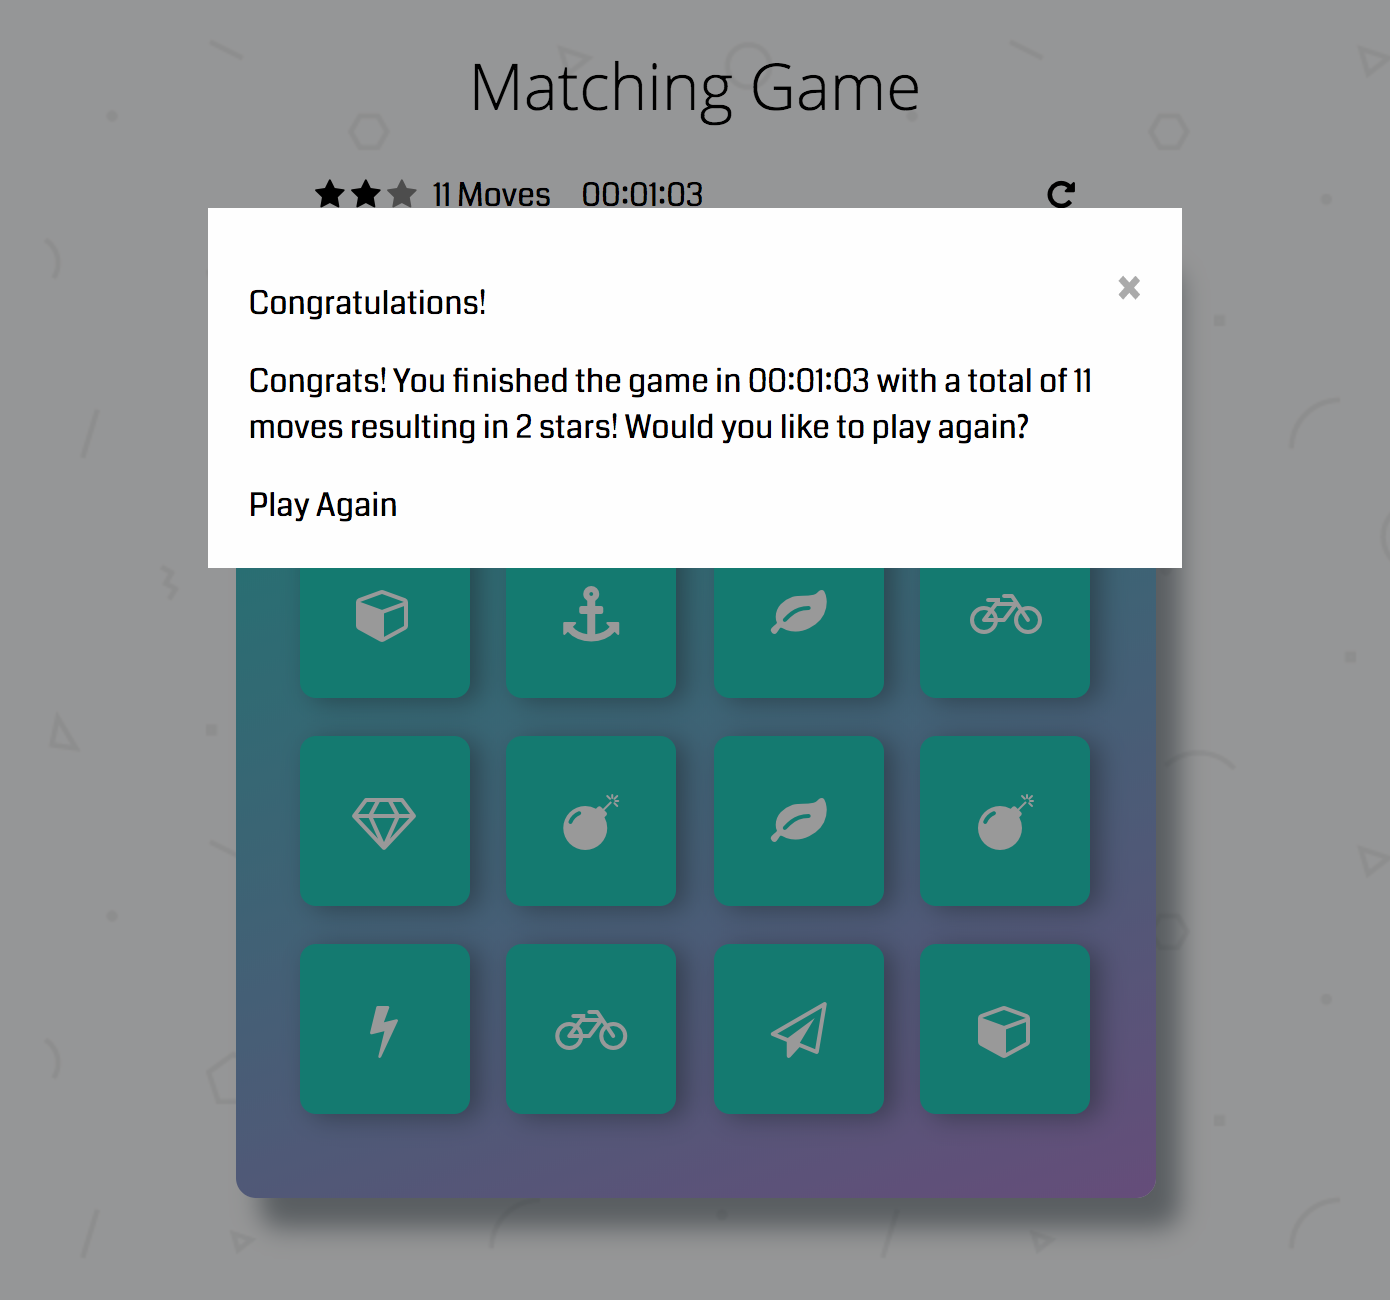 Matching Game
11 Moves 00:01:03
×
Congratulations!
Congrats! You finished the game in 00:01:03 with a total of 11
moves resulting in 2 stars! Would you like to play again?
Play Again